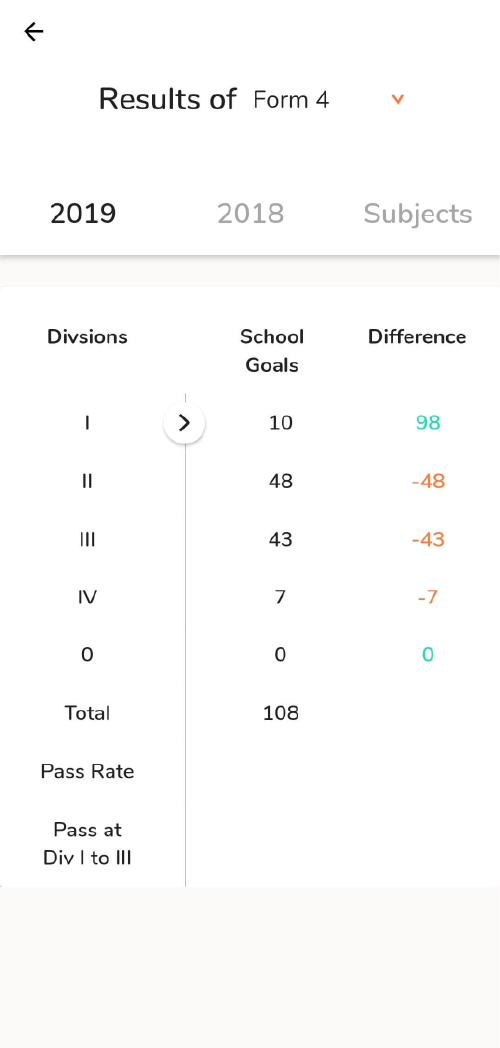 Results of Form 4
2019 2018 Subjects
Divsions School Goals Difference
I 10 98
II 48 -48
III 43 -43
IV 7 -7
0 0 0
Total 108
Pass Rate
Pass at
Div I to III